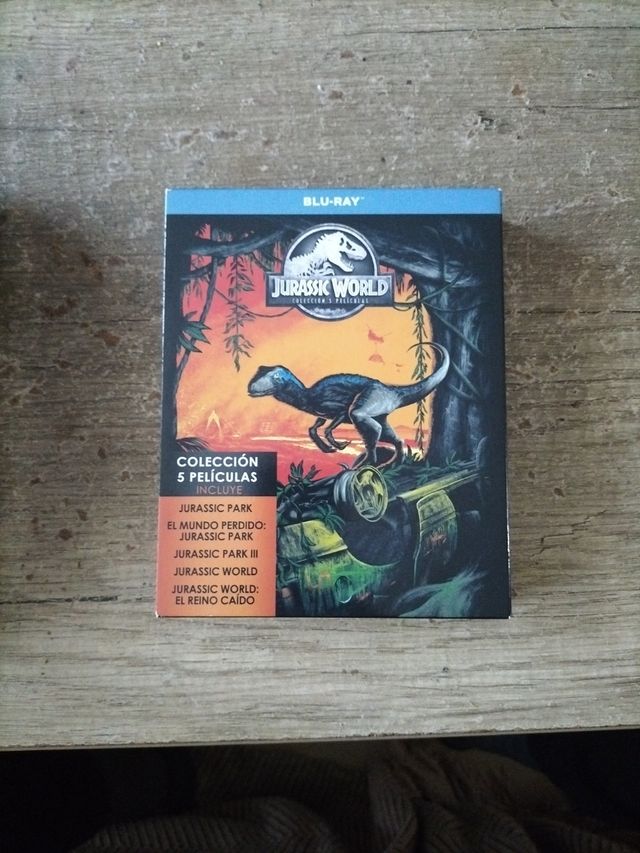 BLU-RAY™
JURASSIC WORLD
COLECCIÓN 5 PELÍCULAS
COLECCIÓN
5 PELÍCULAS
INCLUYE
JURASSIC PARK
EL MUNDO PERDIDO:
JURASSIC PARK
JURASSIC PARK III
JURASSIC WORLD
JURASSIC WORLD:
EL REINO CAÍDO